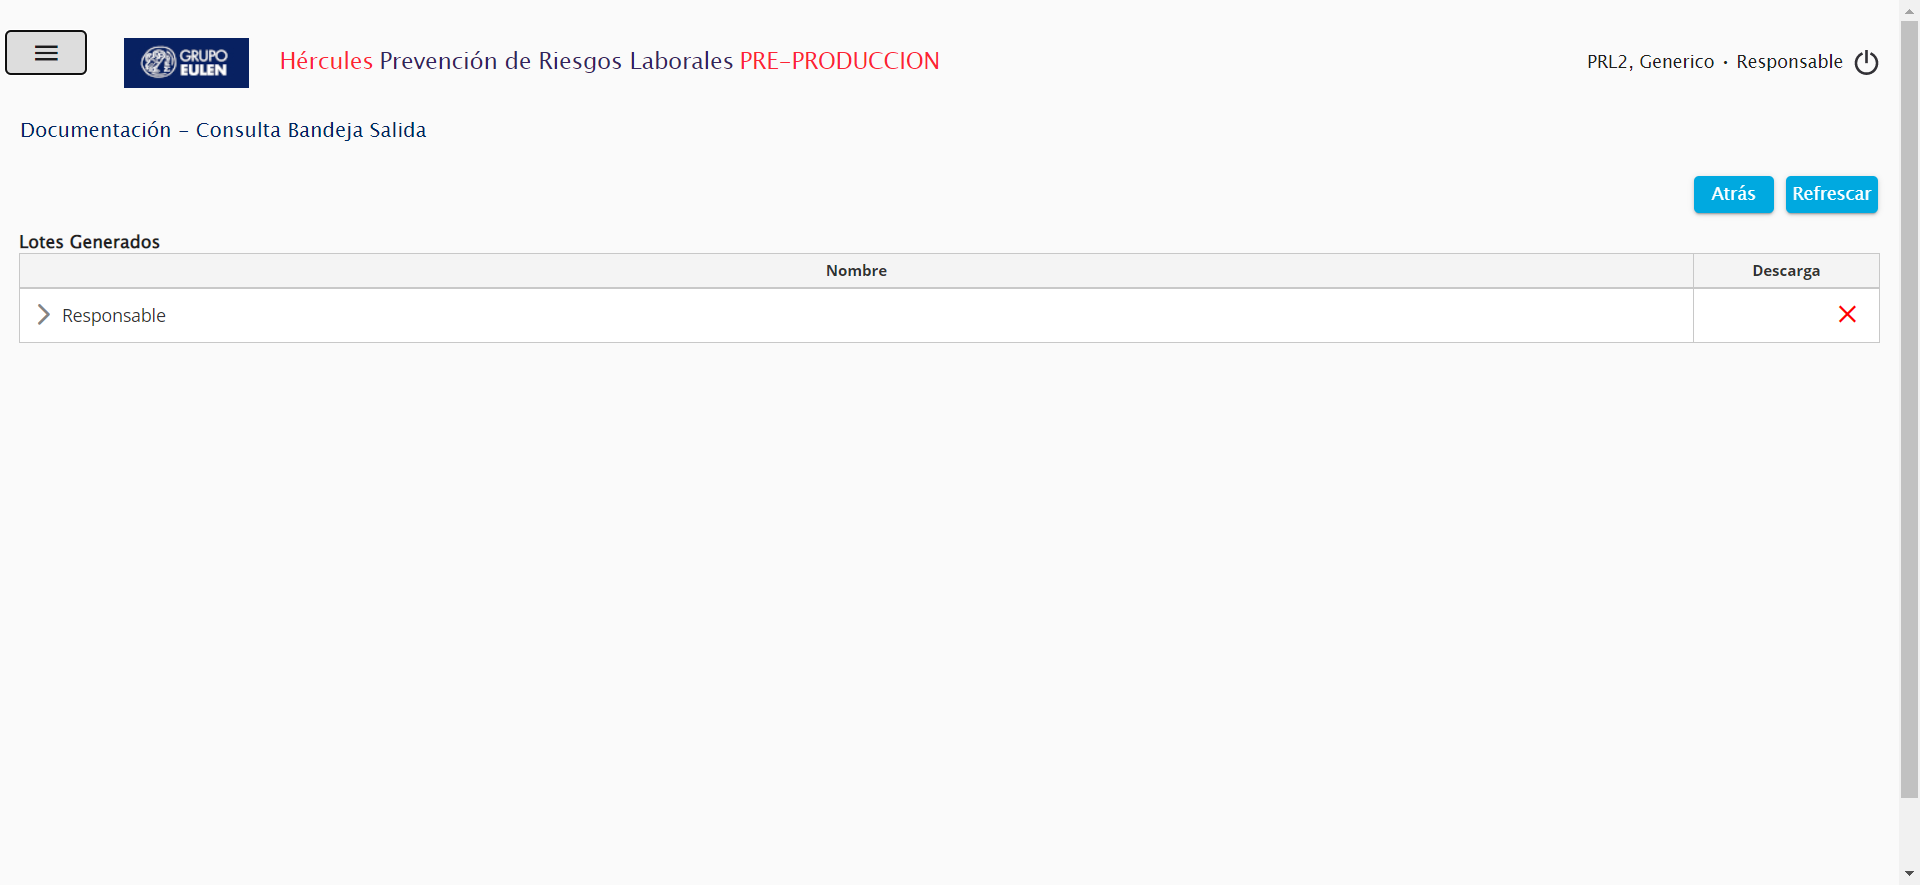 GRUPO
EULEN
Hércules Prevención de Riesgos Laborales PRE-PRODUCCION
PRL2, Generico · Responsable
Documentación - Consulta Bandeja Salida
Atrás Refrescar
Lotes Generados
Nombre Descarga
Responsable